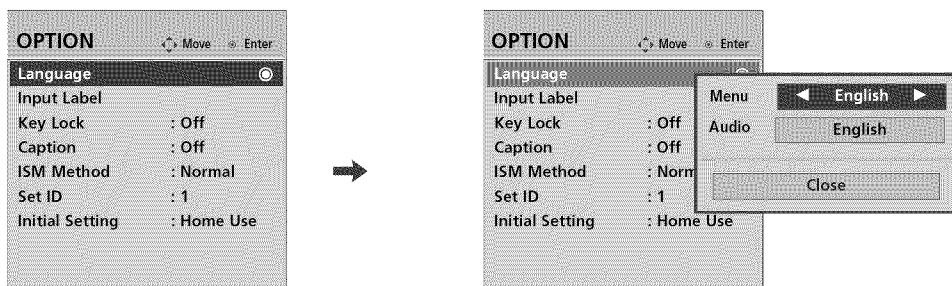 OPTION Move Enter
Language
Input Label
Key Lock : Off
Caption : Off
ISM Method : Normal
Set ID : 1
Initial Setting : Home Use
OPTION Move Enter
Language
Input Label
Key Lock : Off
Caption : Off
ISM Method : Norm
Set ID : 1
Initial Setting : Home Use
Menu ◀ English ▶
Audio English
Close